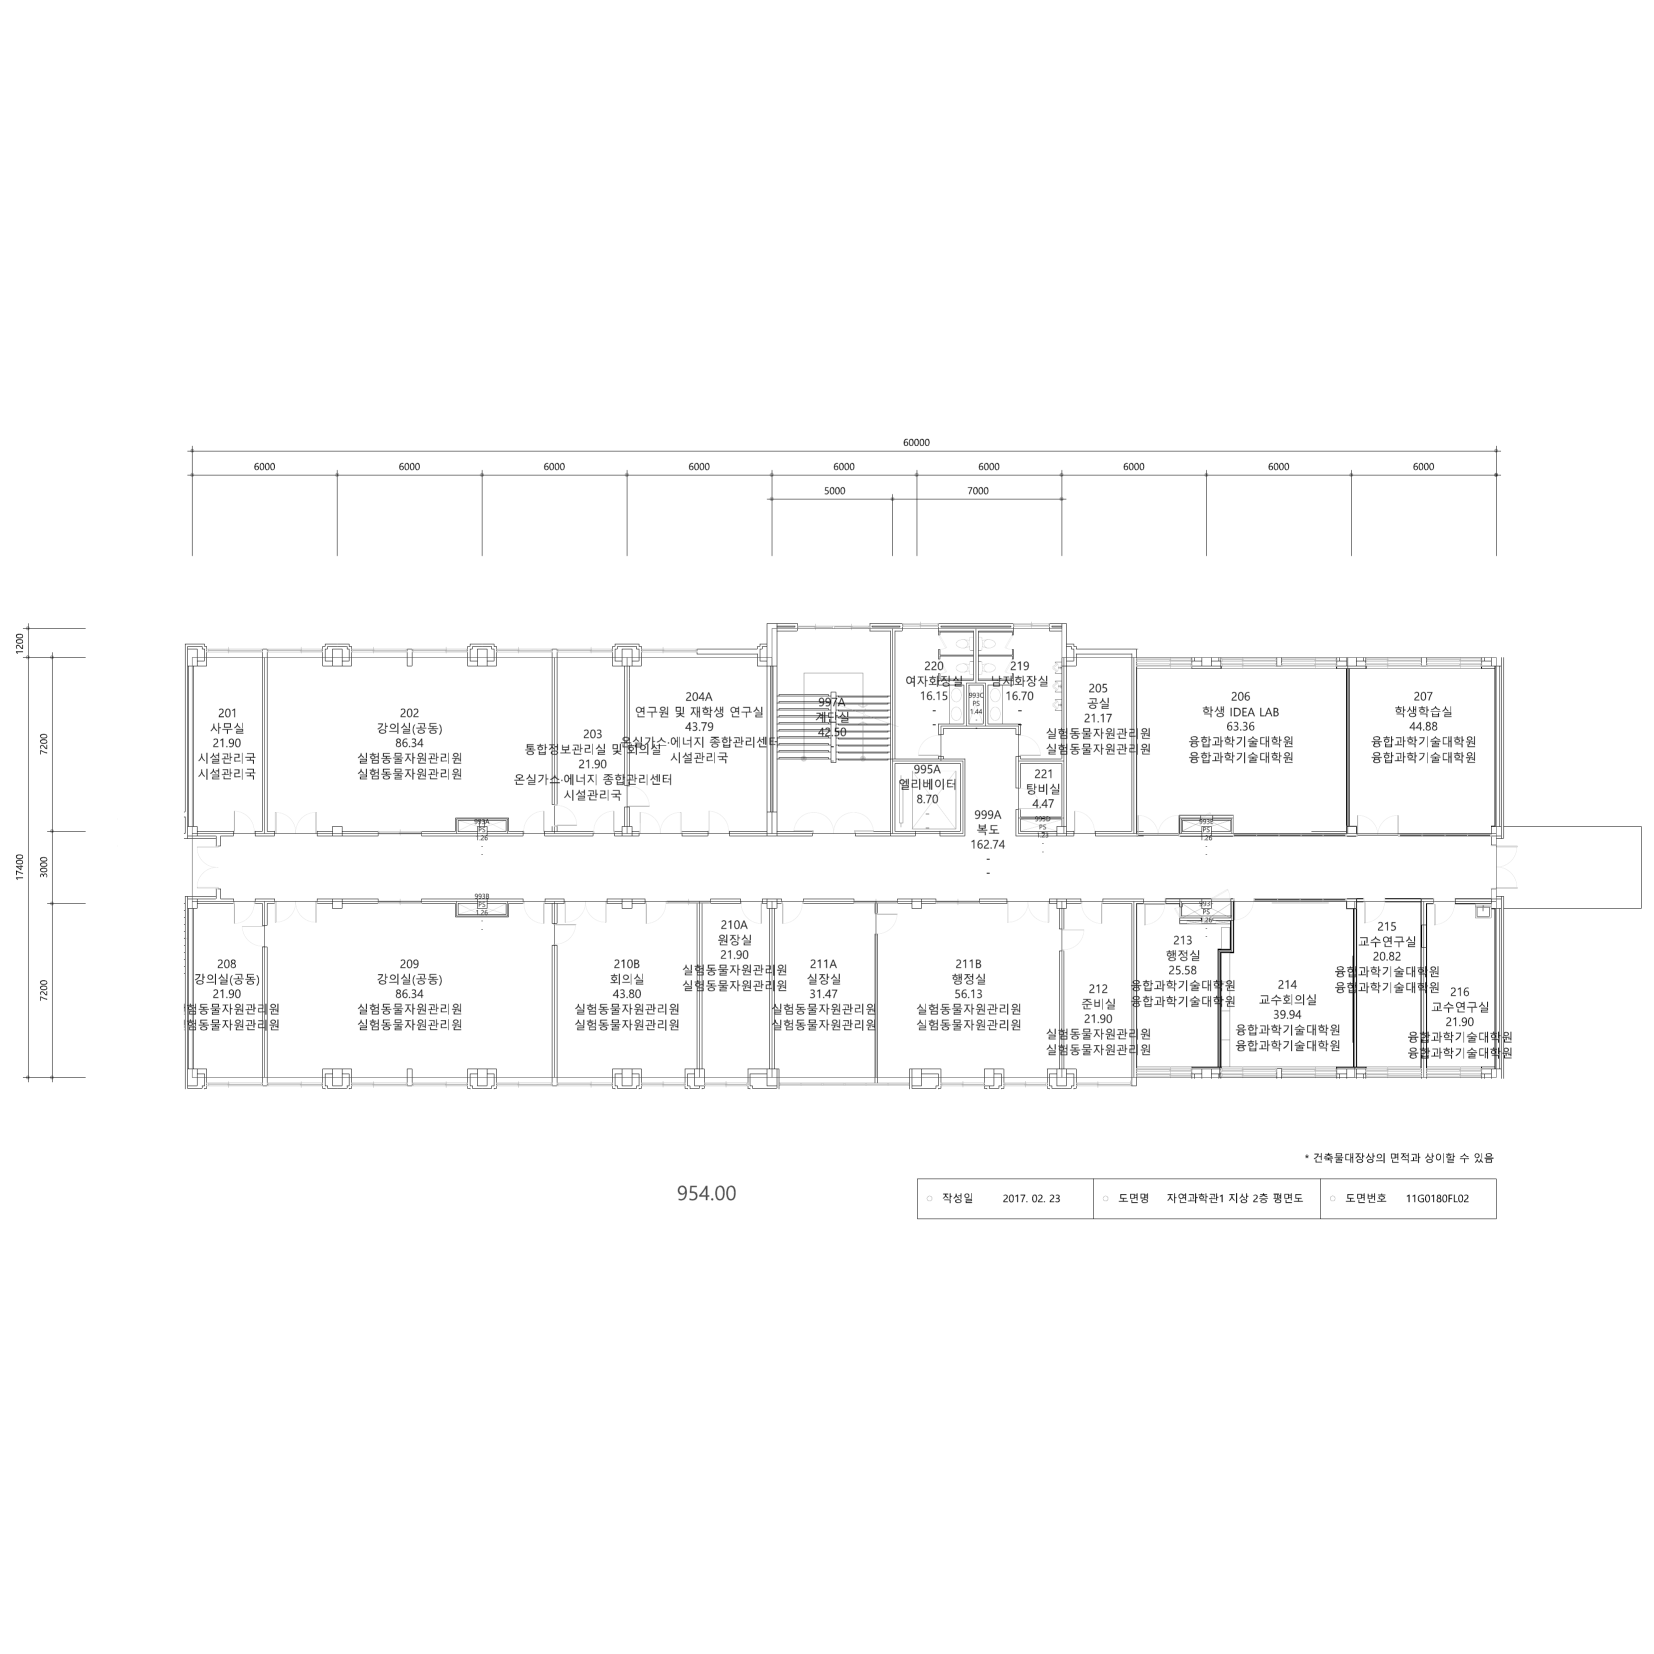 60000
6000 6000 6000 6000 6000 6000 6000 6000 6000
5000 7000
1200
7200
17400
3000
7200
201
사무실
21.90
시설관리국
시설관리국
202
강의실(공동)
86.34
실험동물자원관리원
실험동물자원관리원
203
통합정보관리실 및 회의실
21.90
온실가스·에너지 종합관리센터
시설관리국
204A
연구원 및 재학생 연구실
43.79
온실가스·에너지 종합관리센터
시설관리국
997A
계단실
42.50
220
여자화장실
16.15
-
-
993C
PS
1.44
219
남자화장실
16.70
-
-
995A
엘리베이터
8.70
-
-
221
탕비실
4.47
205
공실
21.17
실험동물자원관리원
실험동물자원관리원
206
학생 IDEA LAB
63.36
융합과학기술대학원
융합과학기술대학원
207
학생학습실
44.88
융합과학기술대학원
융합과학기술대학원
993A
PS
1.26
993D
PS
1.23
993E
PS
1.26
999A
복도
162.74
-
-
993B
PS
1.26
PS
1.26
208
강의실(공동)
21.90
실험동물자원관리원
실험동물자원관리원
209
강의실(공동)
86.34
실험동물자원관리원
실험동물자원관리원
210B
회의실
43.80
실험동물자원관리원
실험동물자원관리원
210A
원장실
21.90
실험동물자원관리원
실험동물자원관리원
211A
실장실
31.47
실험동물자원관리원
실험동물자원관리원
211B
행정실
56.13
실험동물자원관리원
실험동물자원관리원
212
준비실
21.90
실험동물자원관리원
실험동물자원관리원
213
행정실
25.58
융합과학기술대학원
융합과학기술대학원
214
교수회의실
39.94
융합과학기술대학원
융합과학기술대학원
215
교수연구실
20.82
융합과학기술대학원
융합과학기술대학원
216
교수연구실
21.90
융합과학기술대학원
융합과학기술대학원
* 건축물대장상의 면적과 상이할 수 있음
954.00
작성일 2017. 02. 23 도면명 자연과학관1 지상 2층 평면도 도면번호 11G0180FL02